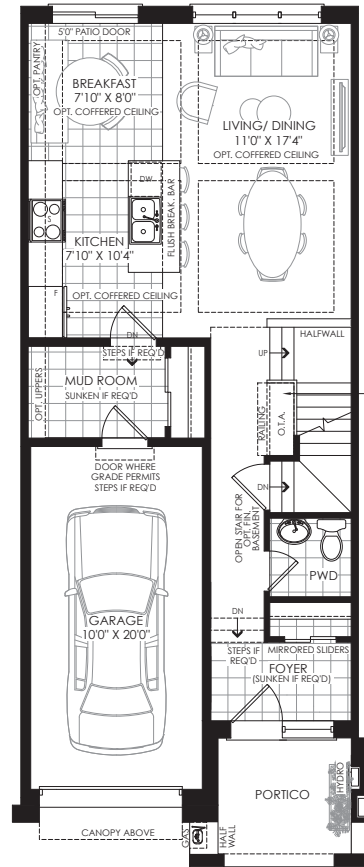 5'0" PATIO DOOR
OPT. PANTRY
BREAKFAST
7'10" X 8'0"
OPT. COFFERED CEILING
LIVING/ DINING
11'0" X 17'4"
OPT. COFFERED CEILING
DW
FLUSH BREAK. BAR
S
KITCHEN
7'10" X 10'4"
F
OPT. COFFERED CEILING
DN
STEPS IF REQ'D
HALFWALL
UP
OPT. UPPERS
MUD ROOM
SUNKEN IF REQ'D
RAILING
O.T.A.
DOOR WHERE
GRADE PERMITS
STEPS IF REQ'D
DN
OPEN STAIR FOR
OPT. FIN.
BASEMENT
PWD
GARAGE
10'0" X 20'0"
DN
STEPS IF
REQ'D
MIRRORED SLIDERS
FOYER
(SUNKEN IF REQ'D)
PORTICO
HYDRO
CANOPY ABOVE
GAS
HALF
WALL